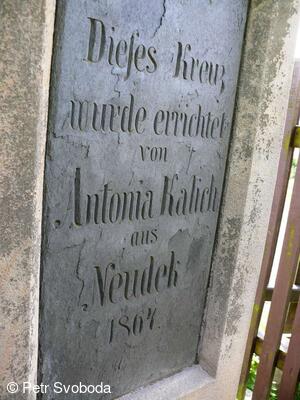 Dieſes Kreuz
wurde errichtet
von
Antonia Kalich
aus
Neudek
1864.
© Petr Svoboda